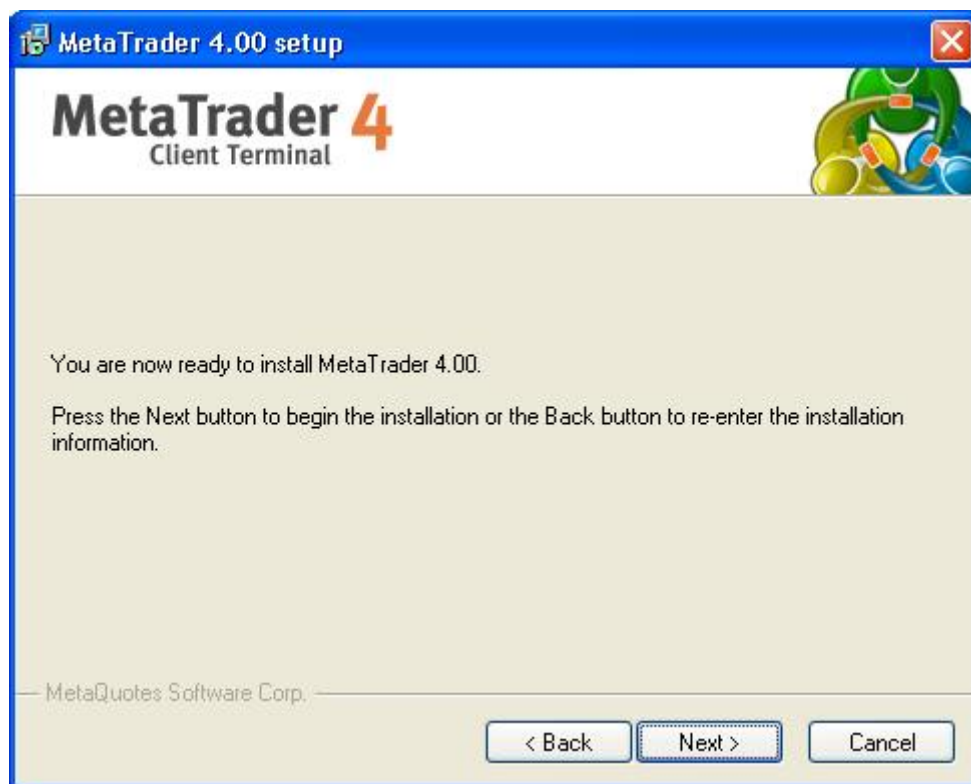 MetaTrader 4.00 setup
MetaTrader 4
Client Terminal
You are now ready to install MetaTrader 4.00.
Press the Next button to begin the installation or the Back button to re-enter the installation
information.
MetaQuotes Software Corp.
< Back Next > Cancel